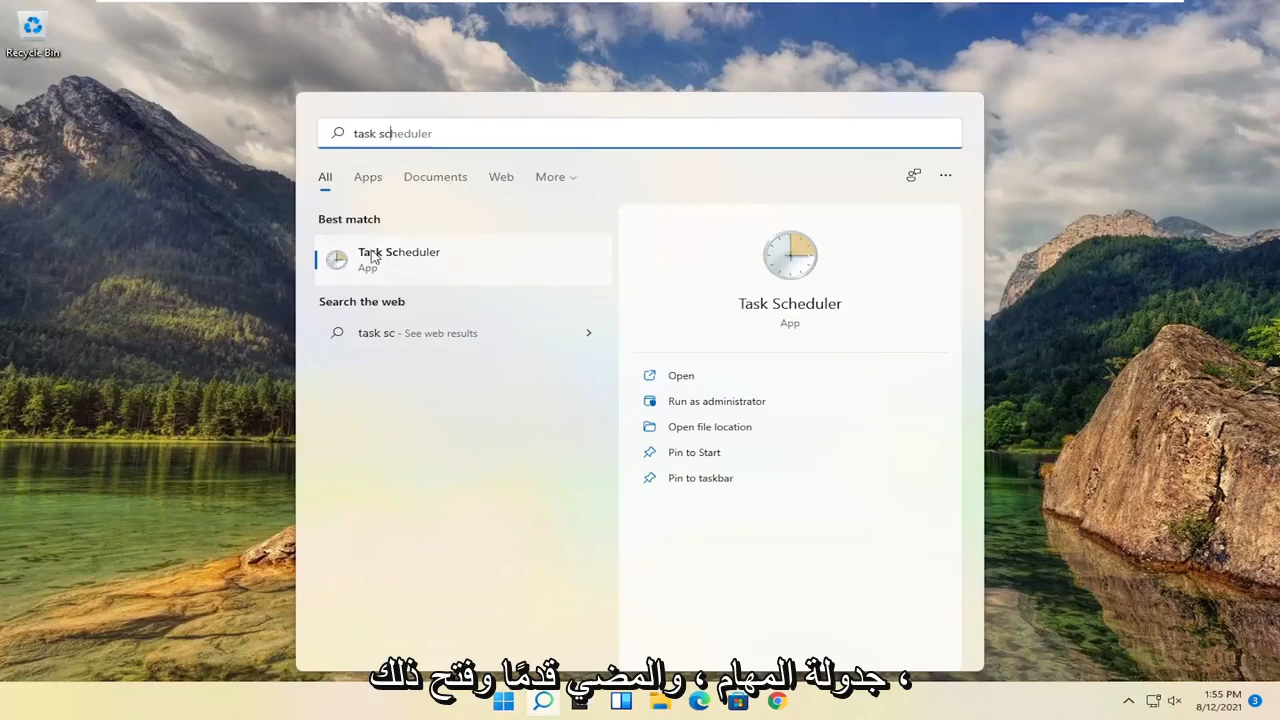 Recycle Bin
task scheduler
All Apps Documents Web More
Best match
Task Scheduler
App
Search the web
task sc - See web results
Task Scheduler
App
Open
Run as administrator
Open file location
Pin to Start
Pin to taskbar
، جدولة المهام ، والمضي قدمًا وفتح ذلك
1:55 PM
8/12/2021
3